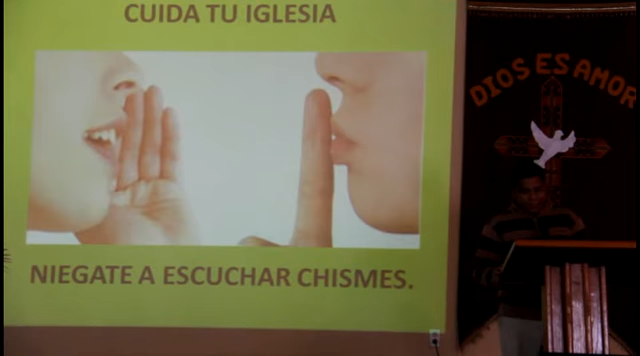 CUIDA TU IGLESIA
DIOS ES AMOR
NIEGATE A ESCUCHAR CHISMES.